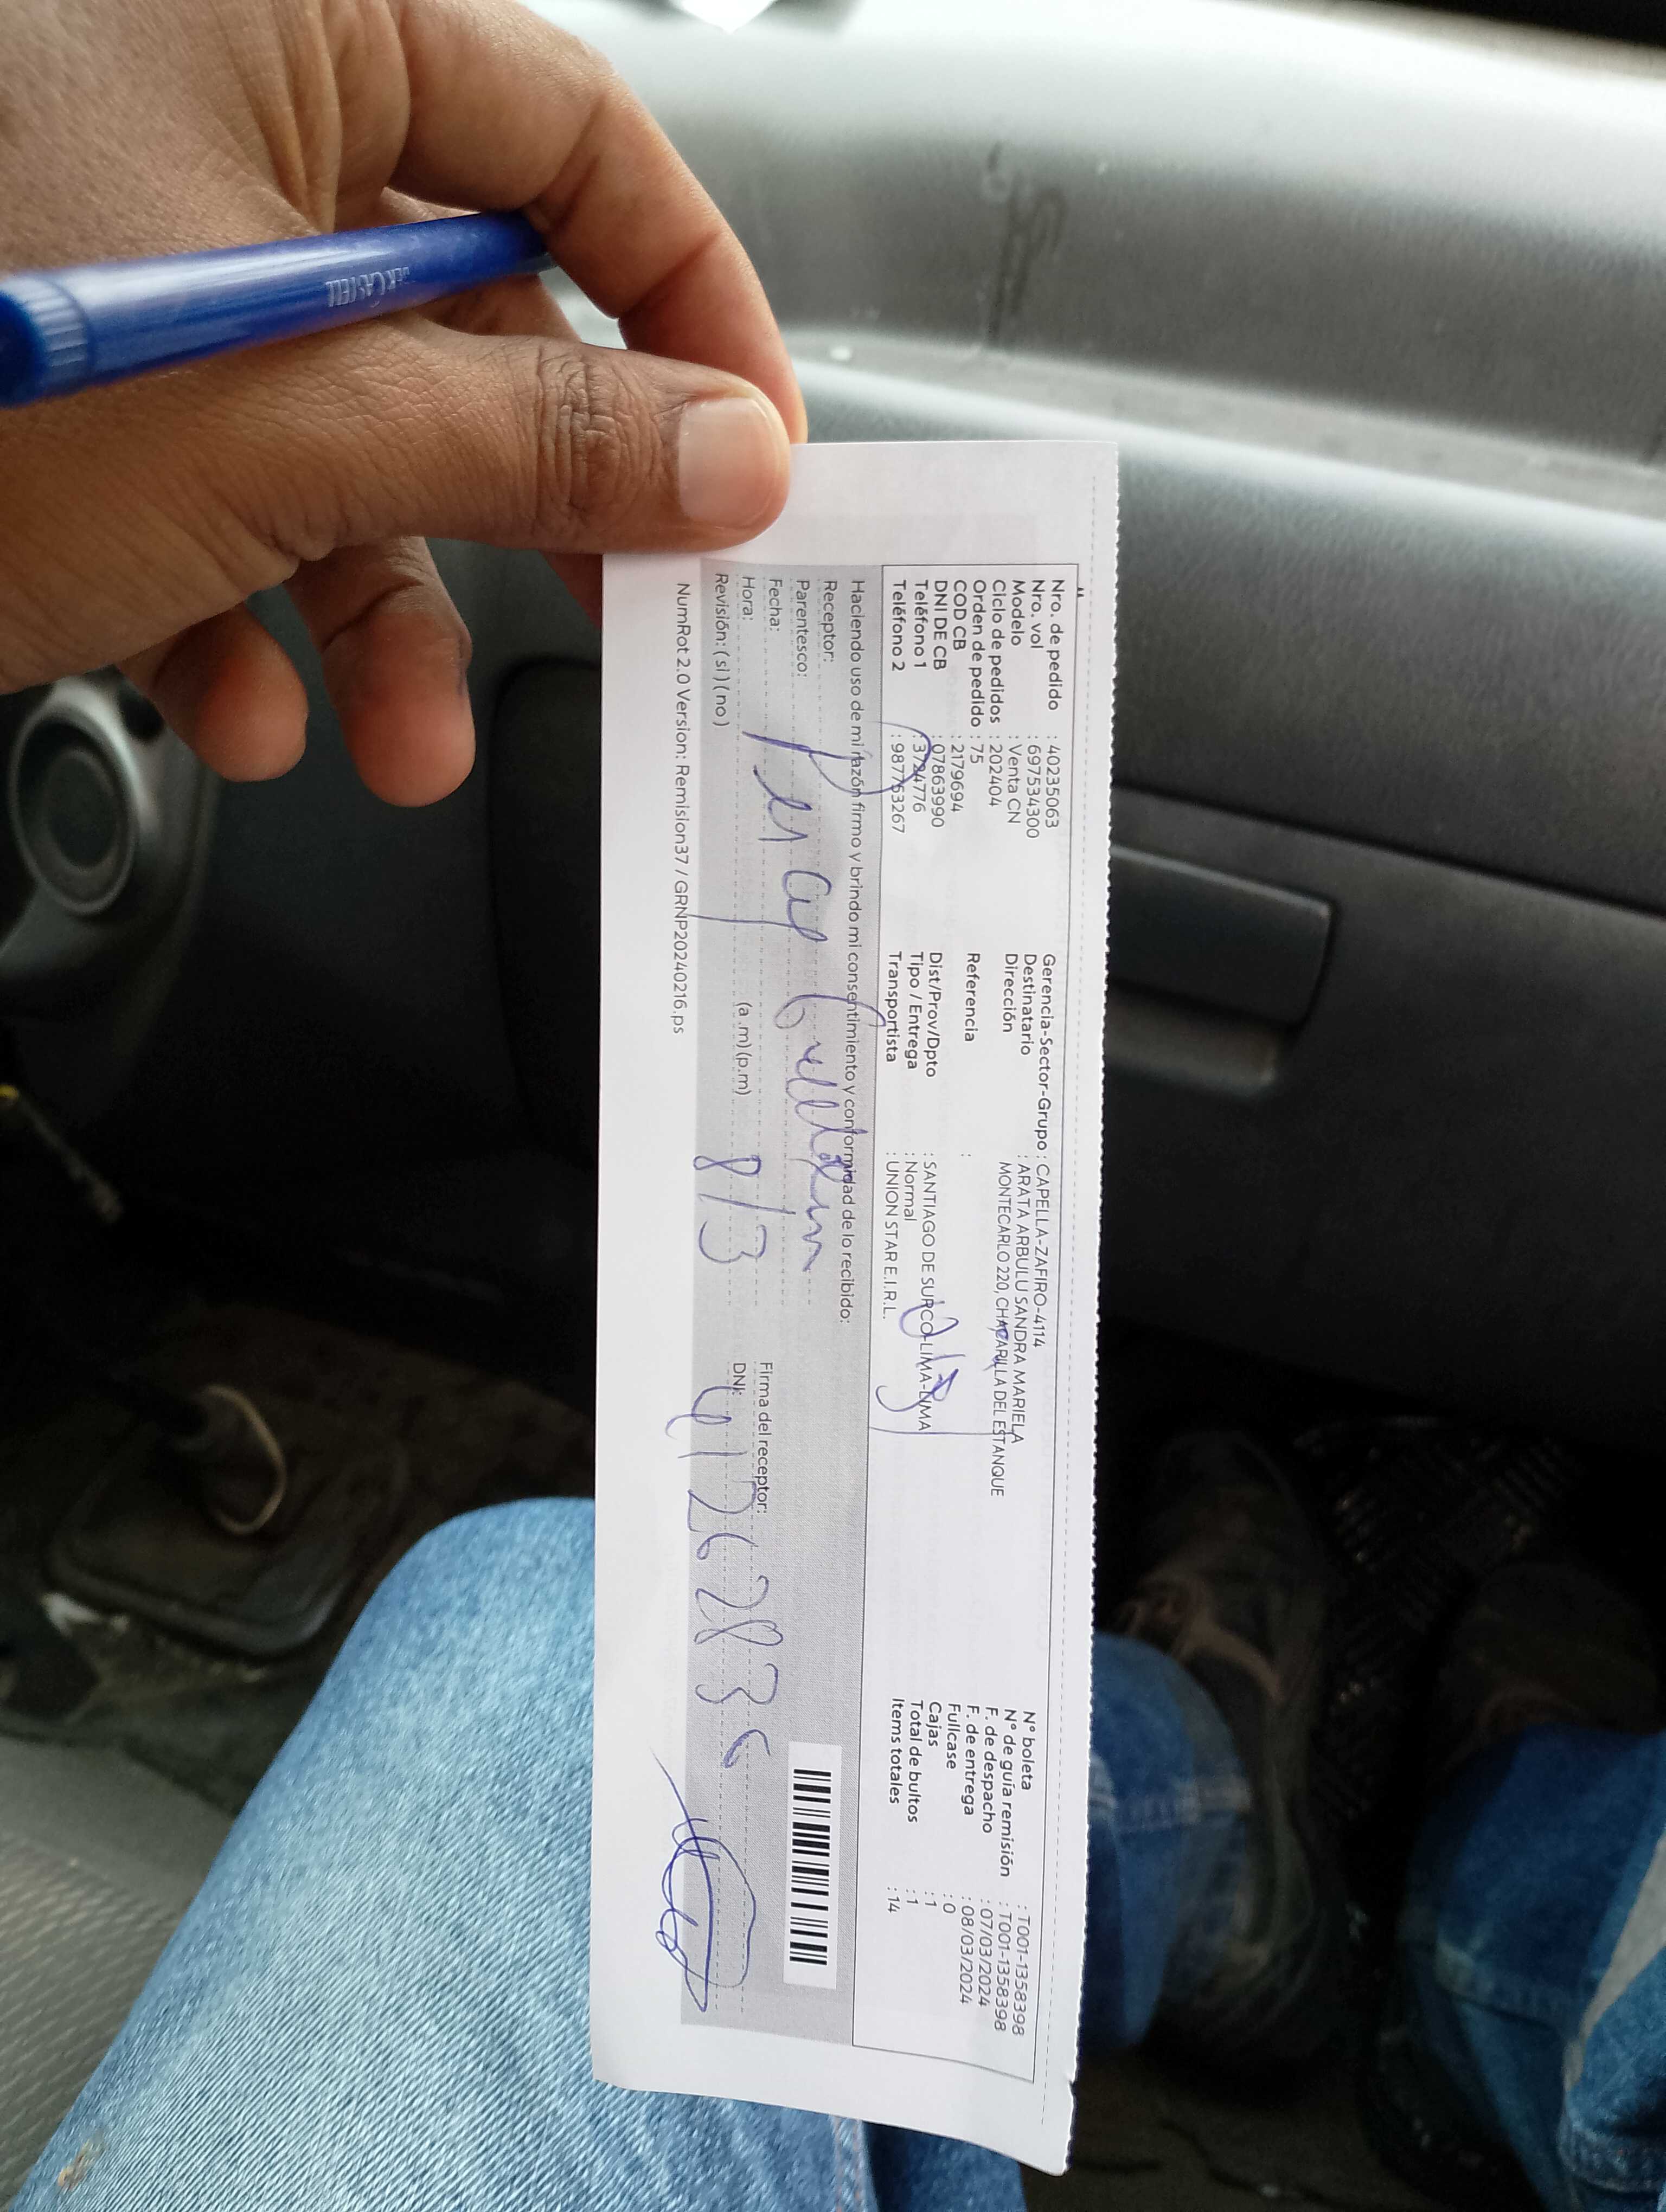 Nro. de pedido : 40235063
Nro. vol : 697534300
Modelo : Venta CN
Ciclo de pedidos : 202404
Orden de pedido : 75
COD CB : 2179694
DNI DE CB : 07863990
Teléfono 1 : 3724776
Teléfono 2 : 987763267
Gerencia-Sector-Grupo : CAPELLA-ZAFIRO-4114
Destinatario : ARATA ARBULU SANDRA MARIELA
Dirección MONTECARLO 220, CHACARILLA DEL ESTANQUE
Referencia :
Dist/Prov/Dpto : SANTIAGO DE SURCO-LIMA-LIMA
Tipo / Entrega : Normal
Transportista : UNION STAR E.I.R.L.
N° boleta : T001-1358398
N° de guía remisión : T001-1358398
F. de despacho : 07/03/2024
F. de entrega : 08/03/2024
Fullcase : 0
Cajas : 1
Total de bultos : 1
Items totales : 14
Haciendo uso de mi razón firmo y brindo mi consentimiento y conformidad de lo recibido:
Receptor:
Parentesco:
Fecha:
Hora: (a .m) (p.m) 8/3
Revisión: ( si ) ( no )
Firma del receptor:
DNI: 41262836
NumRot 2.0 Version: Remision37 / GRNP20240216.ps